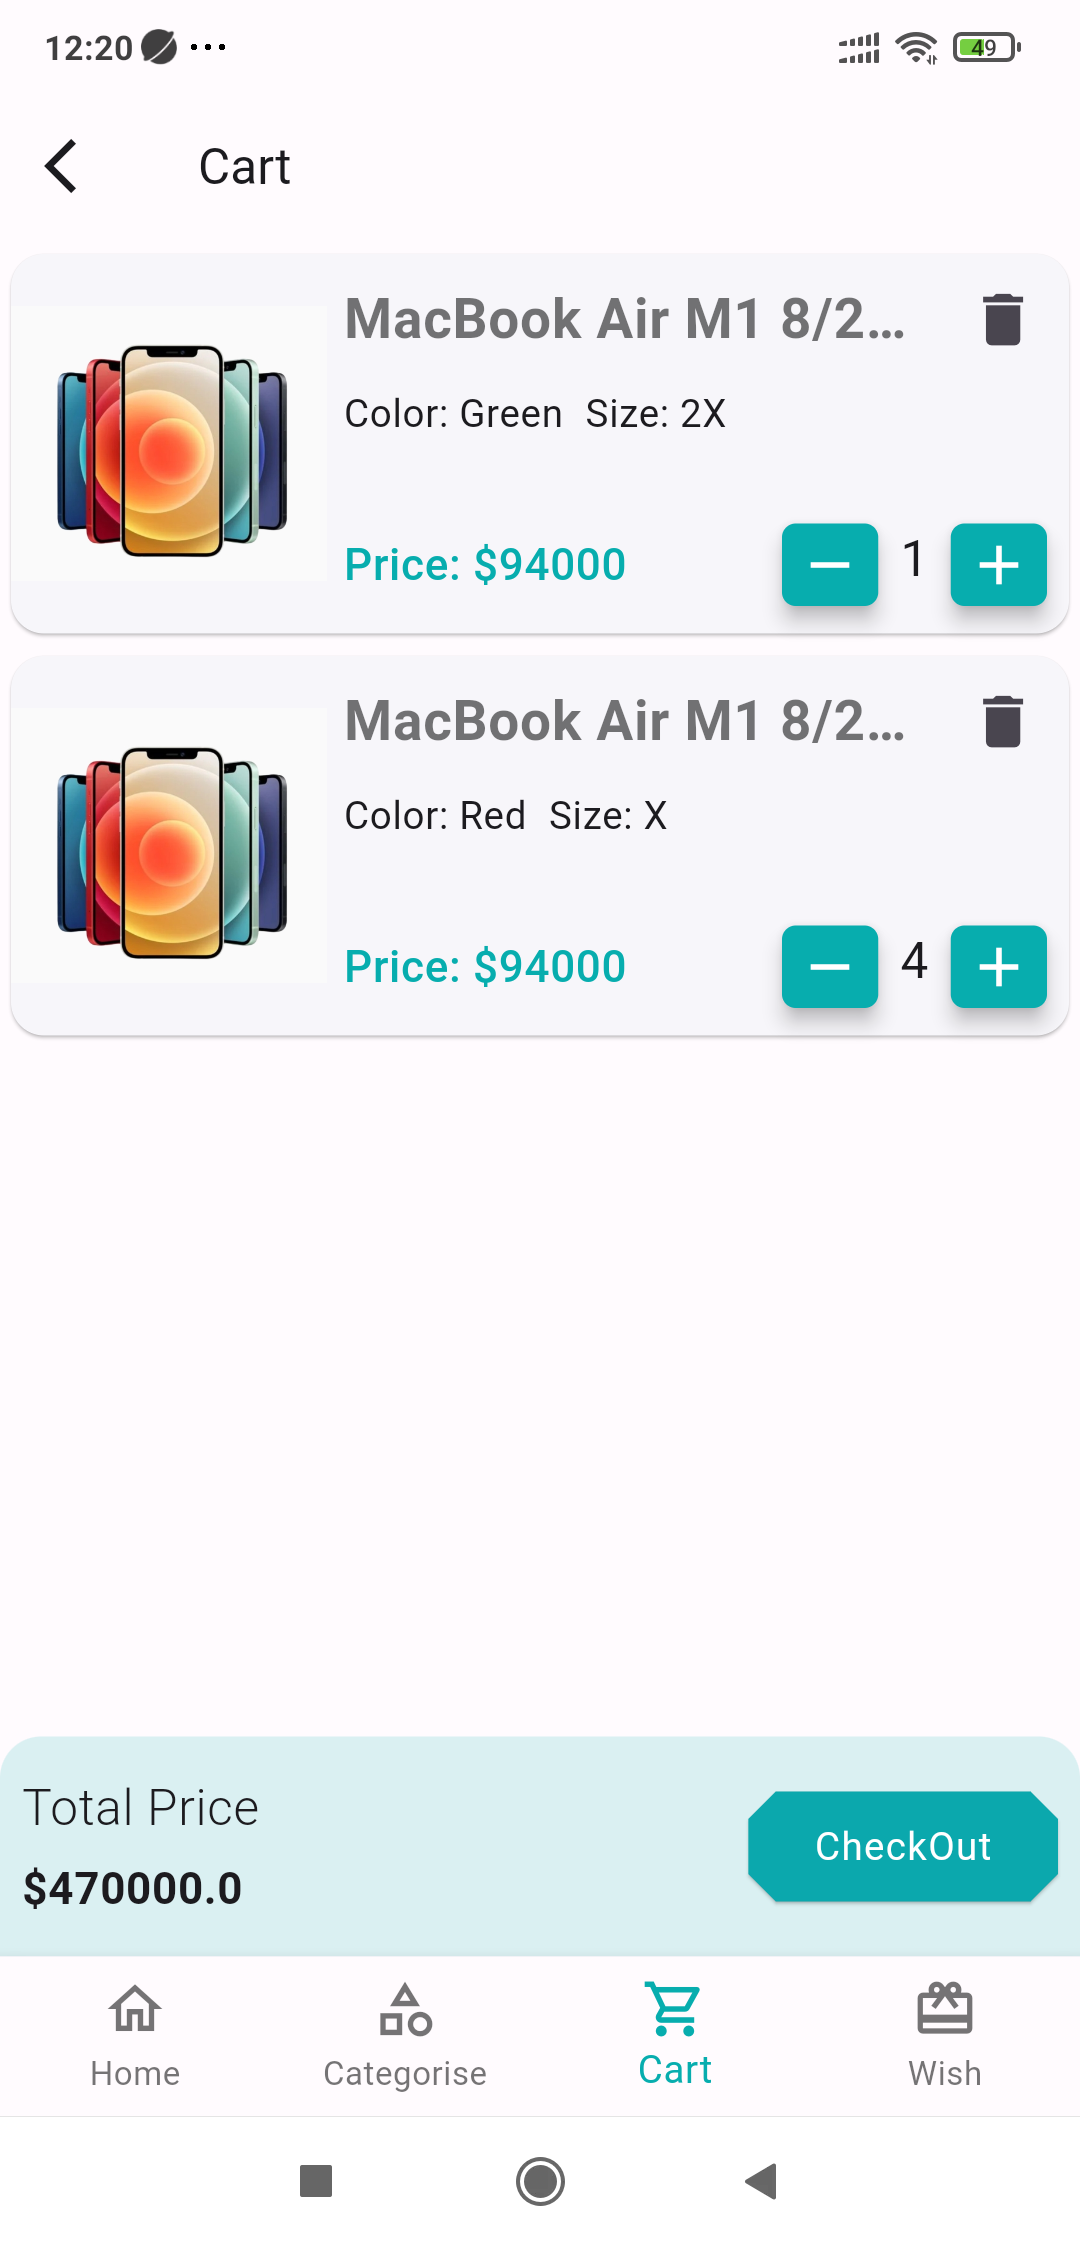 12:20
49
Cart
MacBook Air M1 8/2...
Color: Green Size: 2X
Price: $94000
1
MacBook Air M1 8/2...
Color: Red Size: X
Price: $94000
4
Total Price
$470000.0
CheckOut
Home
Categorise
Cart
Wish